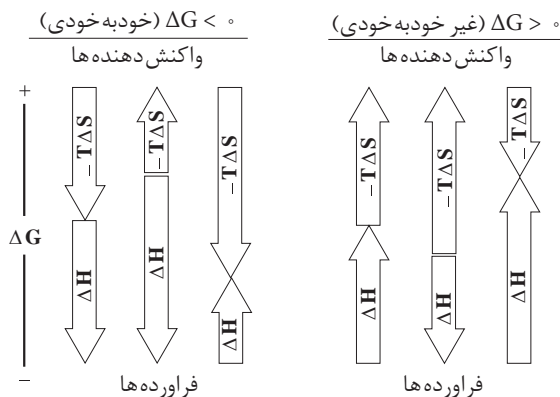 ΔG < ۰ (خودبه‌خودی)
واکنش‌دهنده‌ها
+
ΔG
–
– TΔS
ΔH
– TΔS
ΔH
– TΔS
ΔH
فراورده‌ها
ΔG > ۰ (غیر خودبه‌خودی)
واکنش‌دهنده‌ها
– TΔS
ΔH
– TΔS
ΔH
– TΔS
ΔH
فراورده‌ها